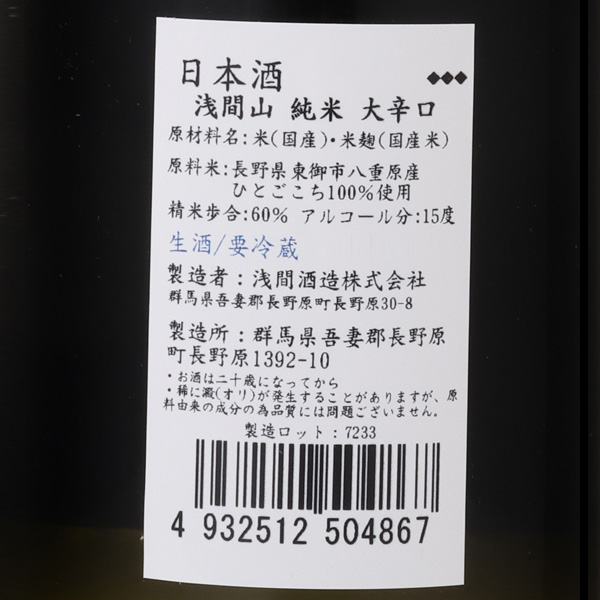 日本酒 ◆◆◆
浅間山 純米 大辛口
原材料名:米(国産)・米麹(国産米)
原料米:長野県東御市八重原産
ひとごこち100%使用
精米歩合:60% アルコール分:15度
生酒/要冷蔵
製造者:浅間酒造株式会社
群馬県吾妻郡長野原町長野原30-8
製造所:群馬県吾妻郡長野原
町長野原1392-10
・お酒は二十歳になってから
・稀に澱(オリ)が発生することがありますが、原
料由来の成分の為品質には問題ございません。
製造ロット:7233
4 932512 504867